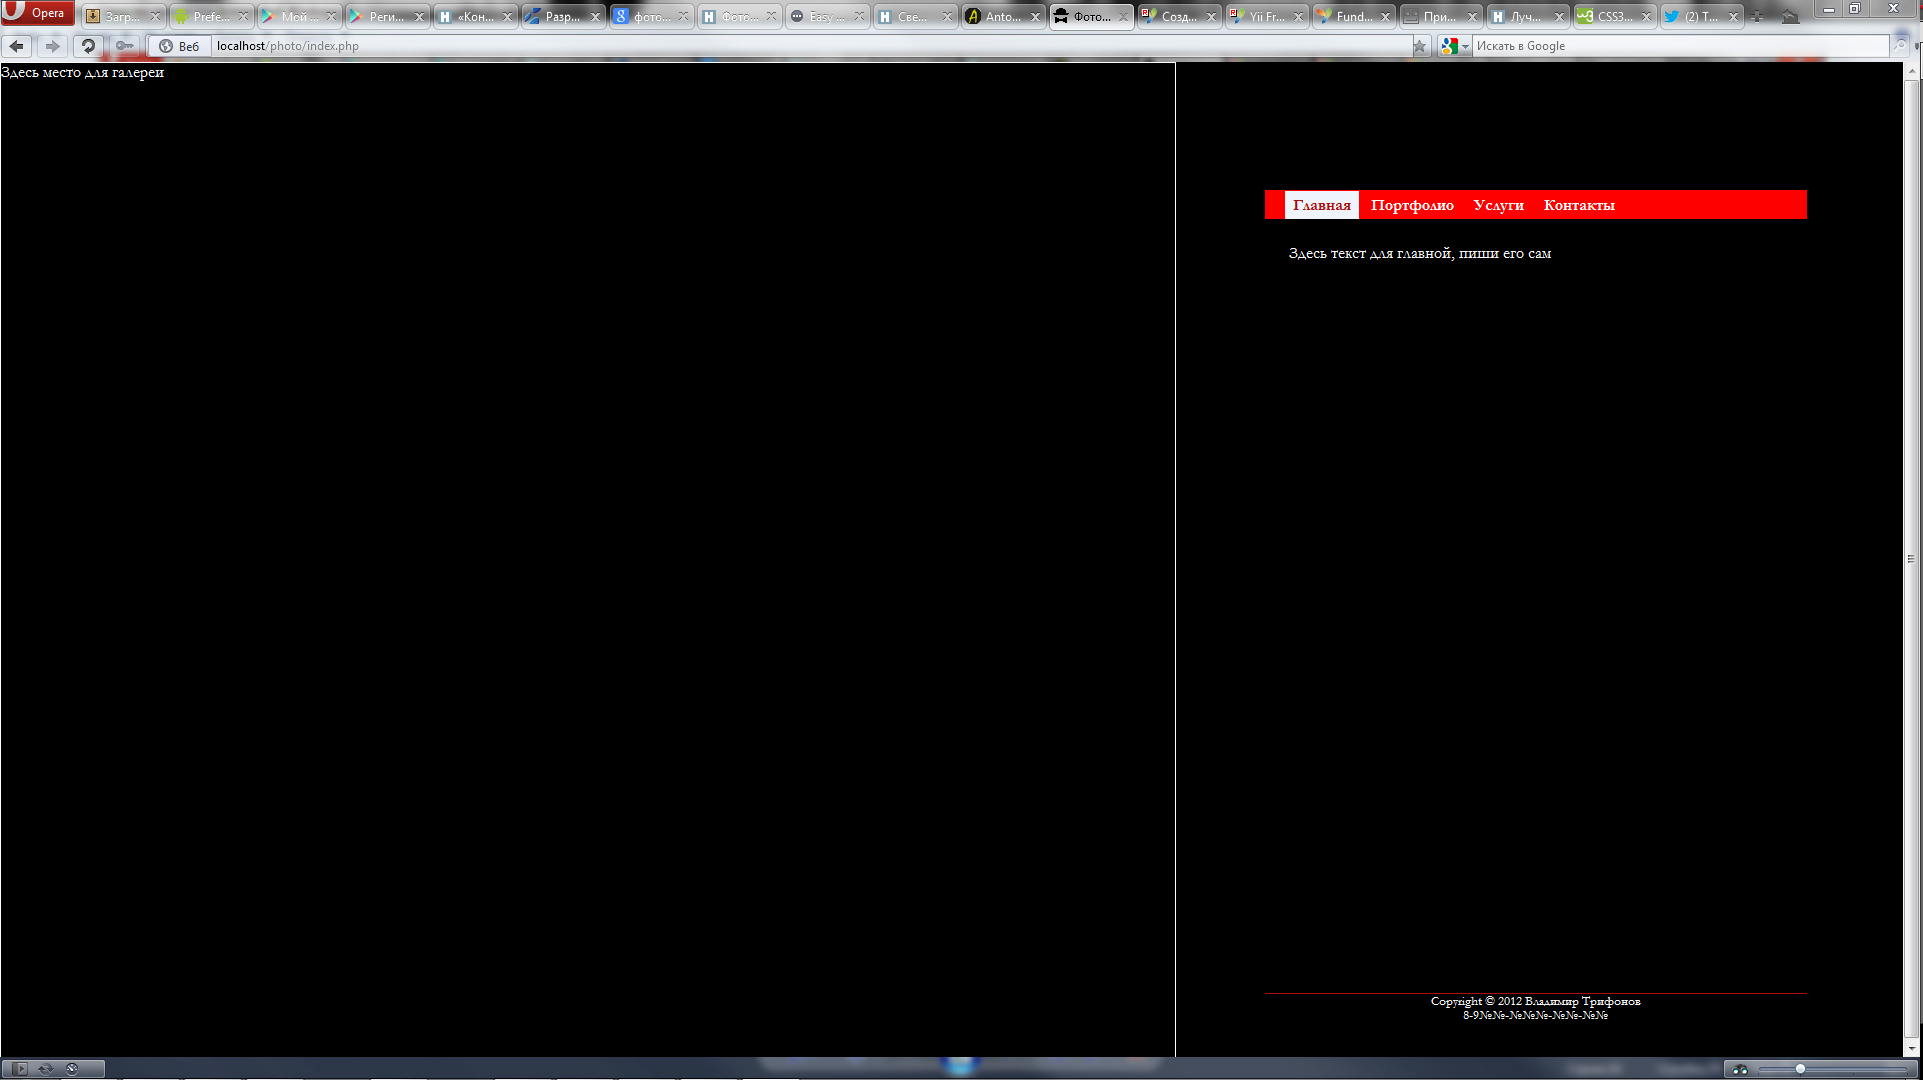 Opera
Загр...
Prefe...
Мой ...
Реги...
«Кон...
Разр...
фото...
Фото...
Easy ...
Све...
Anto...
Фото...
Созд...
Yii Fr...
Fund...
При...
Луч...
CSS3...
(2) T...
Веб
localhost/photo/index.php
Искать в Google
Здесь место для галереи
Главная Портфолио Услуги Контакты
Здесь текст для главной, пиши его сам
Copyright © 2012 Владимир Трифонов
8-9№№-№№№-№№-№№